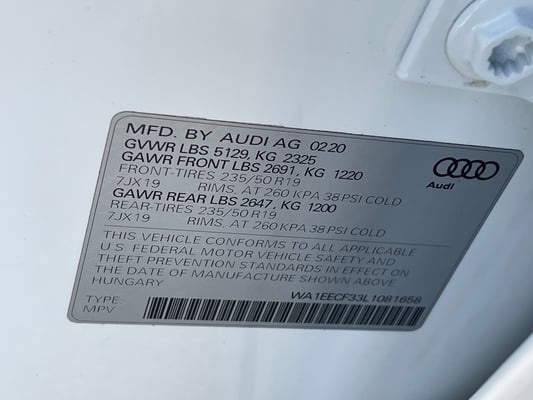 MFD. BY AUDI AG 02.20
GVWR LBS 5129, KG 2325
GAWR FRONT LBS 2691, KG 1220
FRONT-TIRES 235/50 R19
7JX19 RIMS, AT 260 KPA 38 PSI COLD
GAWR REAR LBS 2647, KG 1200
REAR-TIRES 235/50 R19
7JX19 RIMS, AT 260 KPA 38 PSI COLD
Audi
THIS VEHICLE CONFORMS TO ALL APPLICABLE
U.S. FEDERAL MOTOR VEHICLE SAFETY AND
THEFT PREVENTION STANDARDS IN EFFECT ON
THE DATE OF MANUFACTURE SHOWN ABOVE
HUNGARY
WA1EECF33L1081658
TYPE:
MPV